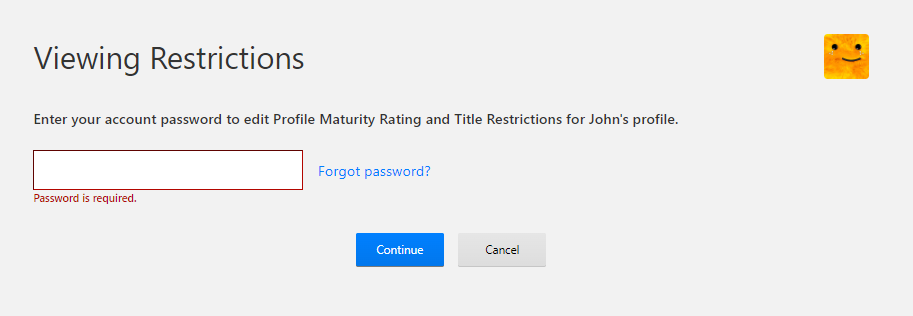 Viewing Restrictions
Enter your account password to edit Profile Maturity Rating and Title Restrictions for John's profile.
Forgot password?
Password is required.
Continue
Cancel